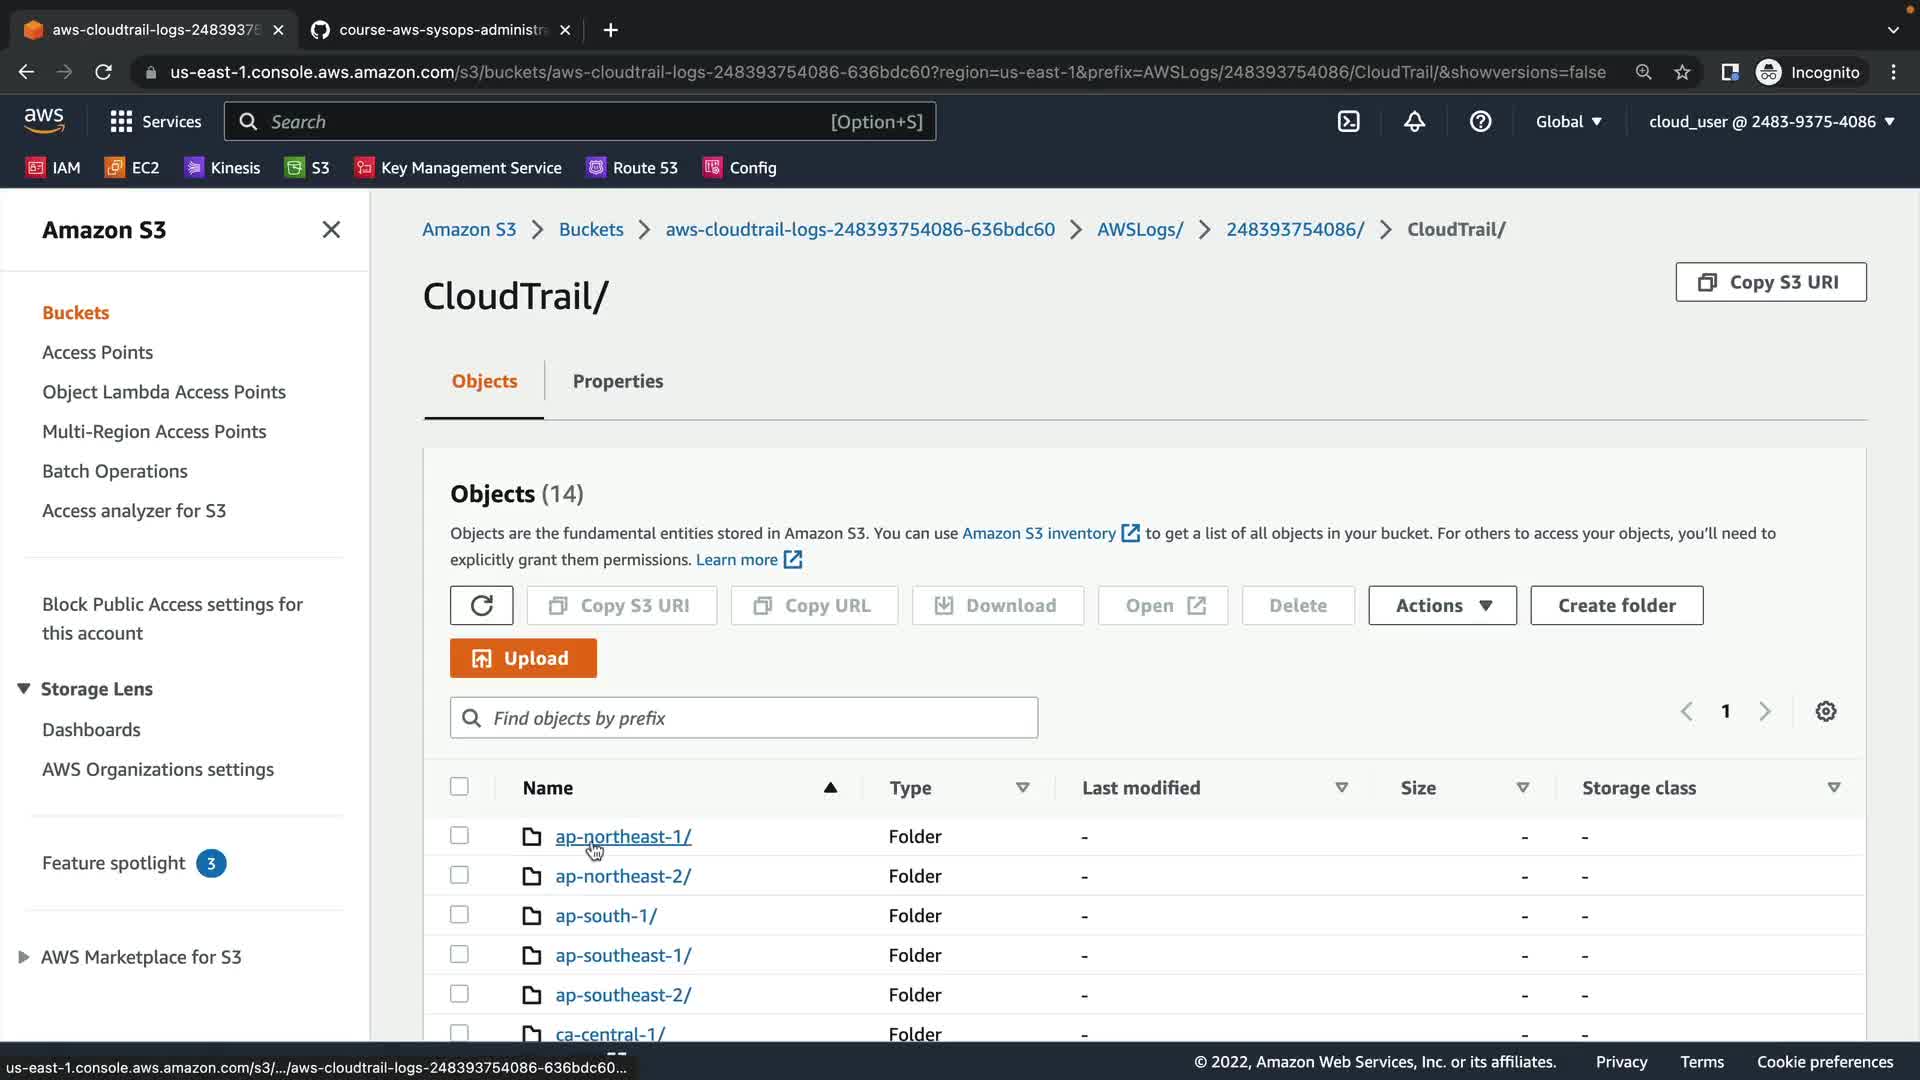 aws-cloudtrail-logs-24839375
course-aws-sysops-administra
us-east-1.console.aws.amazon.com/s3/buckets/aws-cloudtrail-logs-248393754086-636bdc60?region=us-east-1&prefix=AWSLogs/248393754086/CloudTrail/&showversions=false
Incognito
aws
Services
Search
[Option+S]
Global
cloud_user @ 2483-9375-4086
IAM
EC2
Kinesis
S3
Key Management Service
Route 53
Config
Amazon S3
Buckets
Access Points
Object Lambda Access Points
Multi-Region Access Points
Batch Operations
Access analyzer for S3
Block Public Access settings for
this account
Storage Lens
Dashboards
AWS Organizations settings
Feature spotlight 3
AWS Marketplace for S3
Amazon S3 > Buckets > aws-cloudtrail-logs-248393754086-636bdc60 > AWSLogs/ > 248393754086/ > CloudTrail/
CloudTrail/
Copy S3 URI
Objects
Properties
Objects (14)
Objects are the fundamental entities stored in Amazon S3. You can use Amazon S3 inventory to get a list of all objects in your bucket. For others to access your objects, you'll need to
explicitly grant them permissions. Learn more
Copy S3 URI
Copy URL
Download
Open
Delete
Actions
Create folder
Upload
Find objects by prefix
1
Name Type Last modified Size Storage class
ap-northeast-1/ Folder - - -
ap-northeast-2/ Folder - - -
ap-south-1/ Folder - - -
ap-southeast-1/ Folder - - -
ap-southeast-2/ Folder - - -
ca-central-1/ Folder - - -
us-east-1.console.aws.amazon.com/s3/.../aws-cloudtrail-logs-248393754086-636bdc60...
© 2022, Amazon Web Services, Inc. or its affiliates.
Privacy
Terms
Cookie preferences